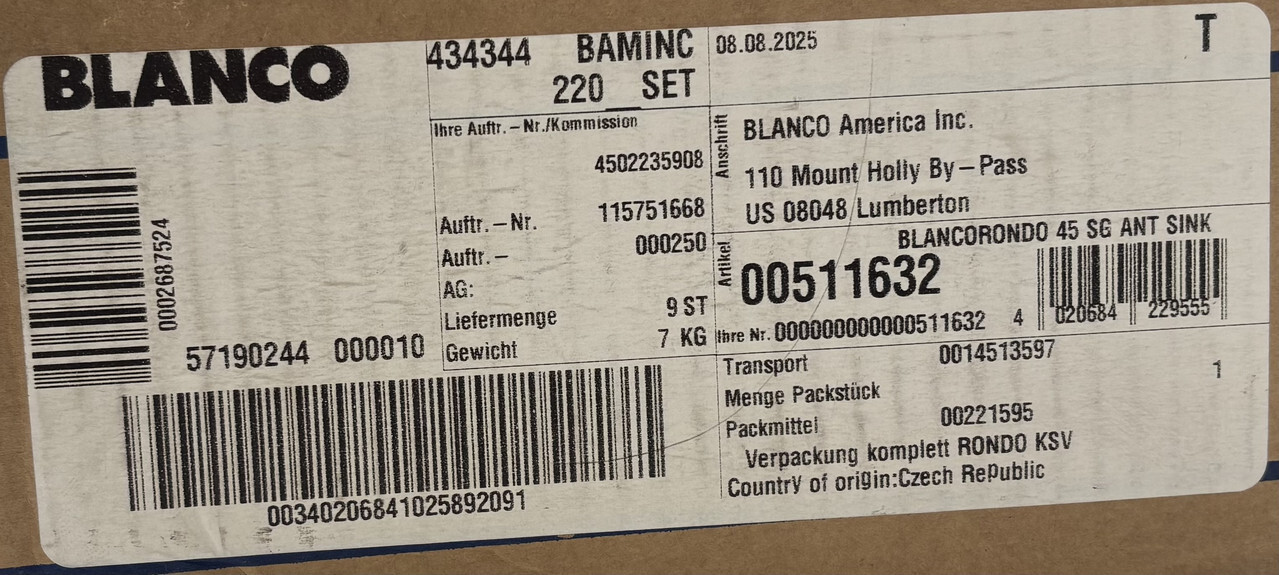 BLANCO
434344 BAMINC
220__SET
08.08.2025
T
Ihre Auftr.-Nr./Kommission
4502235908
Auftr.-Nr. 115751668
Auftr.- 000250
AG:
Liefermenge 9 ST
Gewicht 7 KG
Anschrift
BLANCO America Inc.
110 Mount Holly By-Pass
US 08048 Lumberton
Artikel
BLANCORONDO 45 SG ANT SINK
00511632
Ihre Nr. 000000000000511632
4 020684 229555
0002687524
57190244 000010
00340206841025892091
Transport 0014513597
Menge Packstück 1
Packmittel 00221595
Verpackung komplett RONDO KSV
Country of origin:Czech Republic